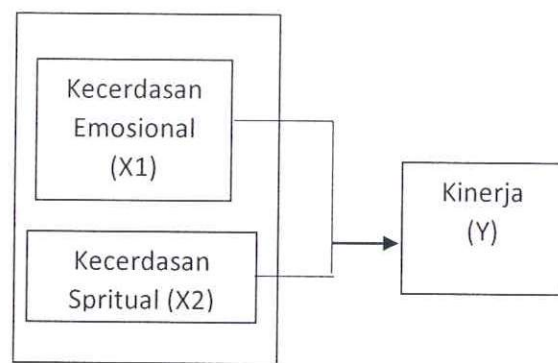 Kecerdasan
Emosional
(X1)
Kecerdasan
Spritual (X2)
Kinerja
(Y)